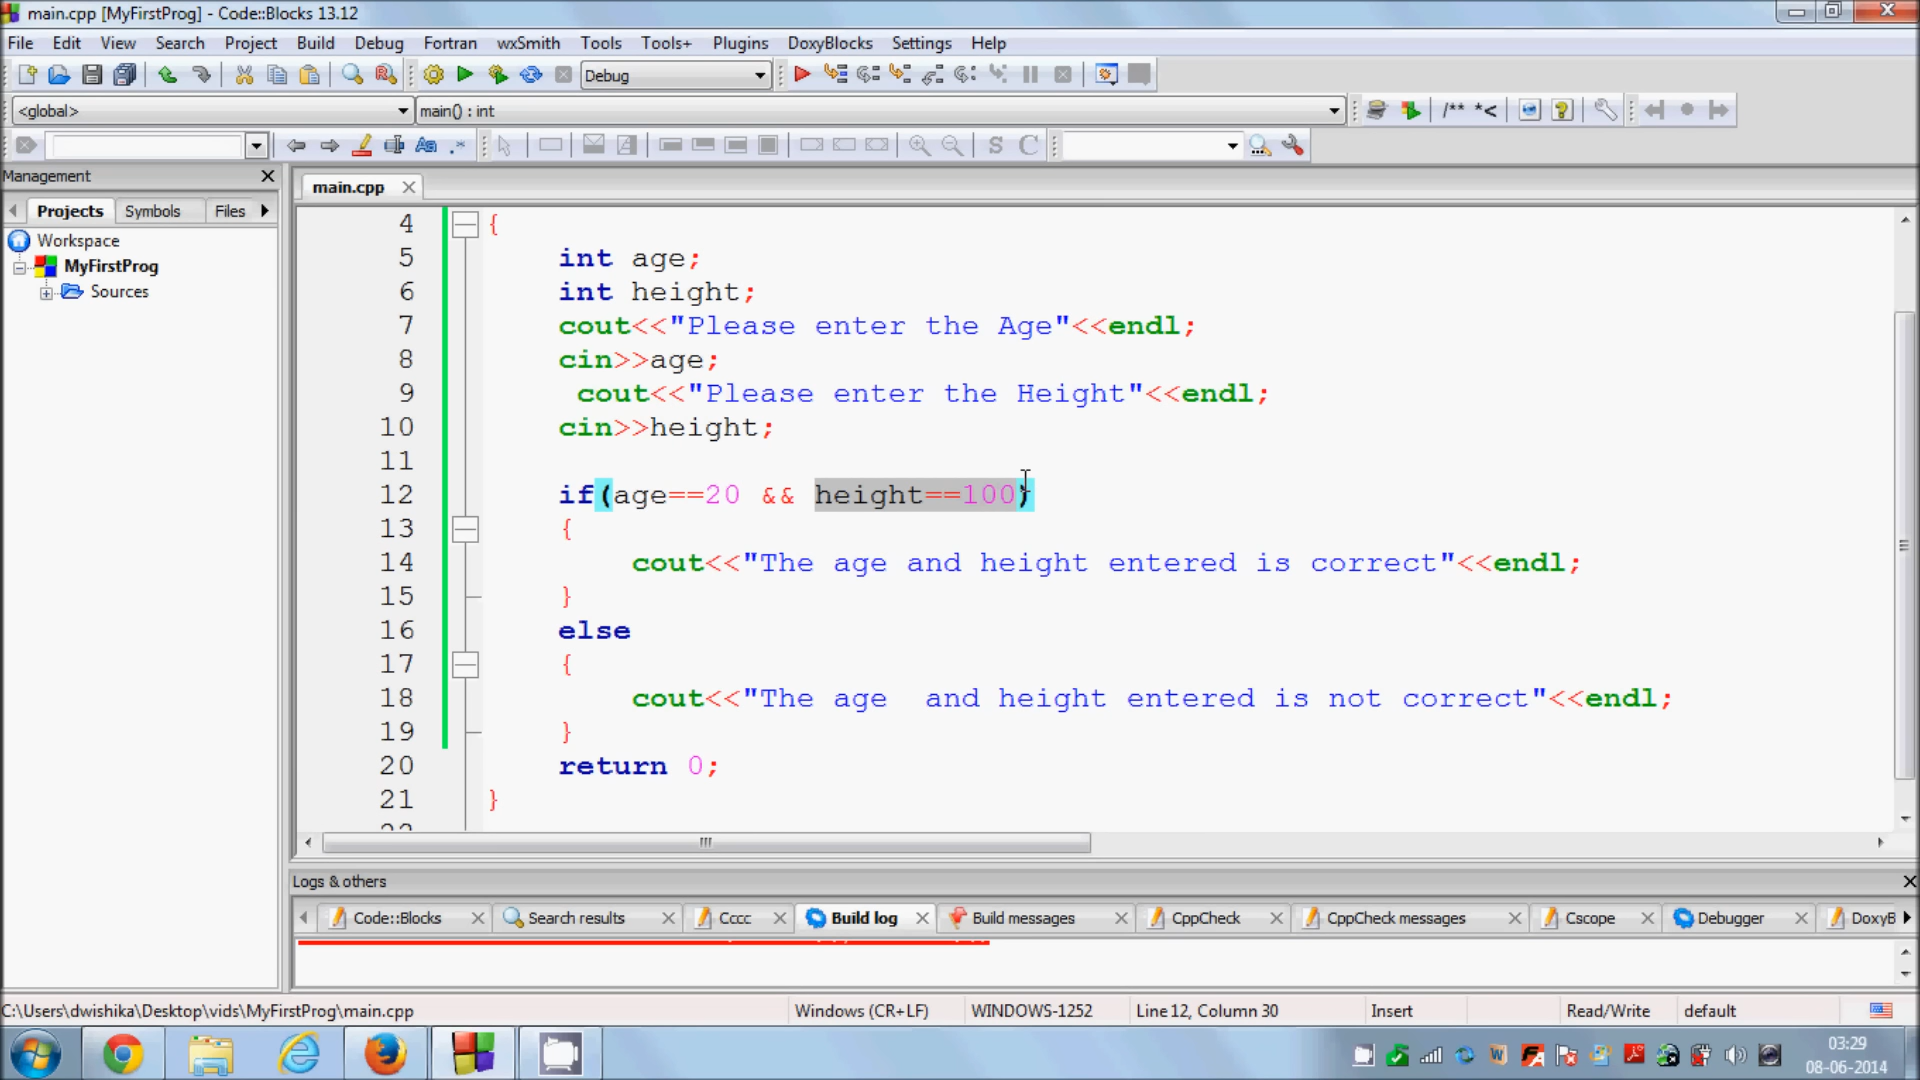 main.cpp [MyFirstProg] - Code::Blocks 13.12
File Edit View Search Project Build Debug Fortran wxSmith Tools Tools+ Plugins DoxyBlocks Settings Help
Debug
<global> main() : int /** *<
Management
main.cpp
Projects Symbols Files
Workspace
MyFirstProg
Sources
4 {
5 int age;
6 int height;
7 cout<<"Please enter the Age"<<endl;
8 cin>>age;
9 cout<<"Please enter the Height"<<endl;
10 cin>>height;
11
12 if(age==20 && height==100)
13 {
14 cout<<"The age and height entered is correct"<<endl;
15 }
16 else
17 {
18 cout<<"The age  and height entered is not correct"<<endl;
19 }
20 return 0;
21 }
Logs & others
Code::Blocks Search results Cccc Build log Build messages CppCheck CppCheck messages Cscope Debugger DoxyB
C:\Users\dwishika\Desktop\vids\MyFirstProg\main.cpp Windows (CR+LF) WINDOWS-1252 Line 12, Column 30 Insert Read/Write default
03:29
08-06-2014